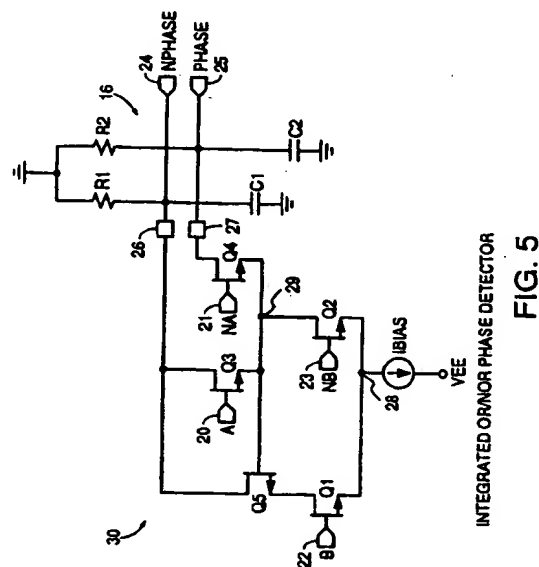 16
24
NPHASE
PHASE
25
R1
R2
26
27
C1
C2
Q4
21
NA
29
Q3
20
A
Q5
Q2
23
NB
30
Q1
22
B
28
IBIAS
VEE
INTEGRATED OR/NOR PHASE DETECTOR
FIG. 5